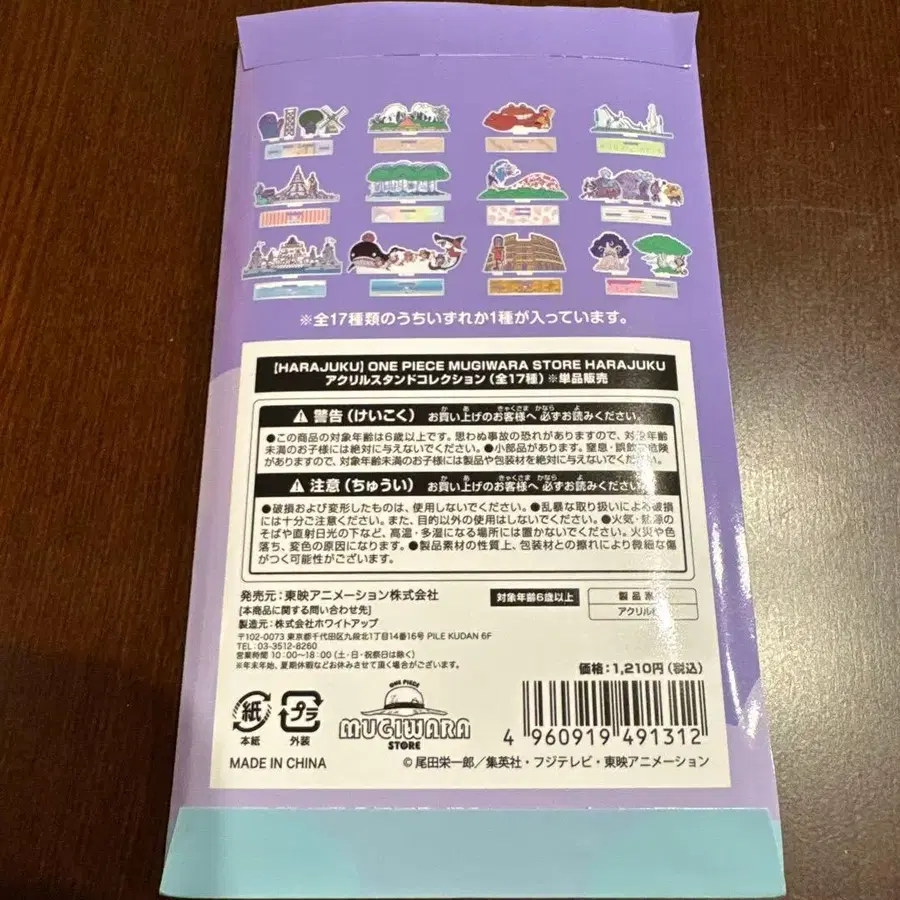 ※全17種類のうちいずれか1種が入っています。
【HARAJUKU】ONE PIECE MUGIWARA STORE HARAJUKU
アクリルスタンドコレクション(全17種)※単品販売
警告(けいこく) お買い上げのお客様へ 必ずお読みください。
●この商品の対象年齢は6歳以上です。思わぬ事故の恐れがありますので、対象年齢
未満のお子様には絶対に与えないでください。●小部品があります。窒息・誤飲の危険
がありますので、対象年齢未満のお子様には製品や包装材を絶対に与えないでください。
注意(ちゅうい) お買い上げのお客様へ 必ずお読みください。
●破損および変形したものは、使用しないでください。●乱暴な取り扱いによる破損
には十分ご注意ください。また、目的以外の使用はしないでください。●火気・熱源の
そばや直射日光の下など、高温・多湿になる場所には置かないでください。火災や色
落ち、変色の原因になります。●製品素材の性質上、包装材との擦れにより微細な傷
がつく可能性がございます。
発売元:東映アニメーション株式会社
[本商品に関する問い合わせ先]
製造元:株式会社ホワイトアップ
〒102-0073 東京都千代田区九段北1丁目14番16号 PILE KUDAN 6F
TEL:03-3512-8260
営業時間 10:00~18:00(土・日・祝祭日は除く)
※年末年始、夏期休暇などお休みさせて頂く場合がございます。
対象年齢6歳以上
製品素
アクリル
価格:1,210円(税込)
紙
本紙
プラ
外装
ONE PIECE
MUGIWARA
STORE
4 960919 491312
MADE IN CHINA
©尾田栄一郎/集英社・フジテレビ・東映アニメーション